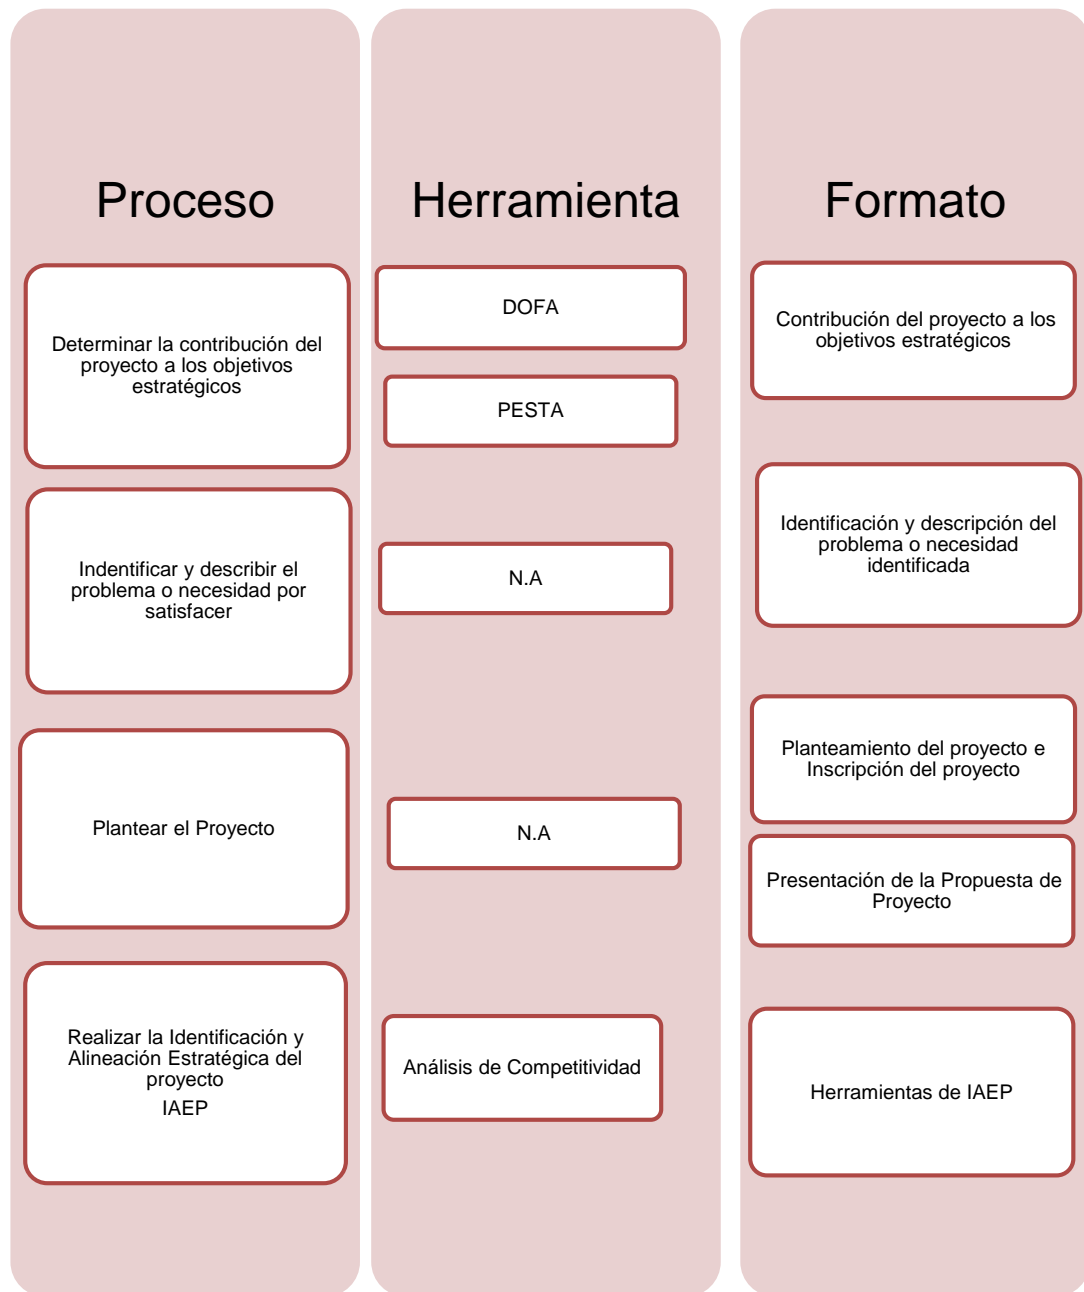 Proceso
Determinar la contribución del
proyecto a los objetivos
estratégicos
Indentificar y describir el
problema o necesidad por
satisfacer
Plantear el Proyecto
Realizar la Identificación y
Alineación Estratégica del
proyecto
IAEP
Herramienta
DOFA
PESTA
N.A
N.A
Análisis de Competitividad
Formato
Contribución del proyecto a los
objetivos estratégicos
Identificación y descripción del
problema o necesidad
identificada
Planteamiento del proyecto e
Inscripción del proyecto
Presentación de la Propuesta de
Proyecto
Herramientas de IAEP